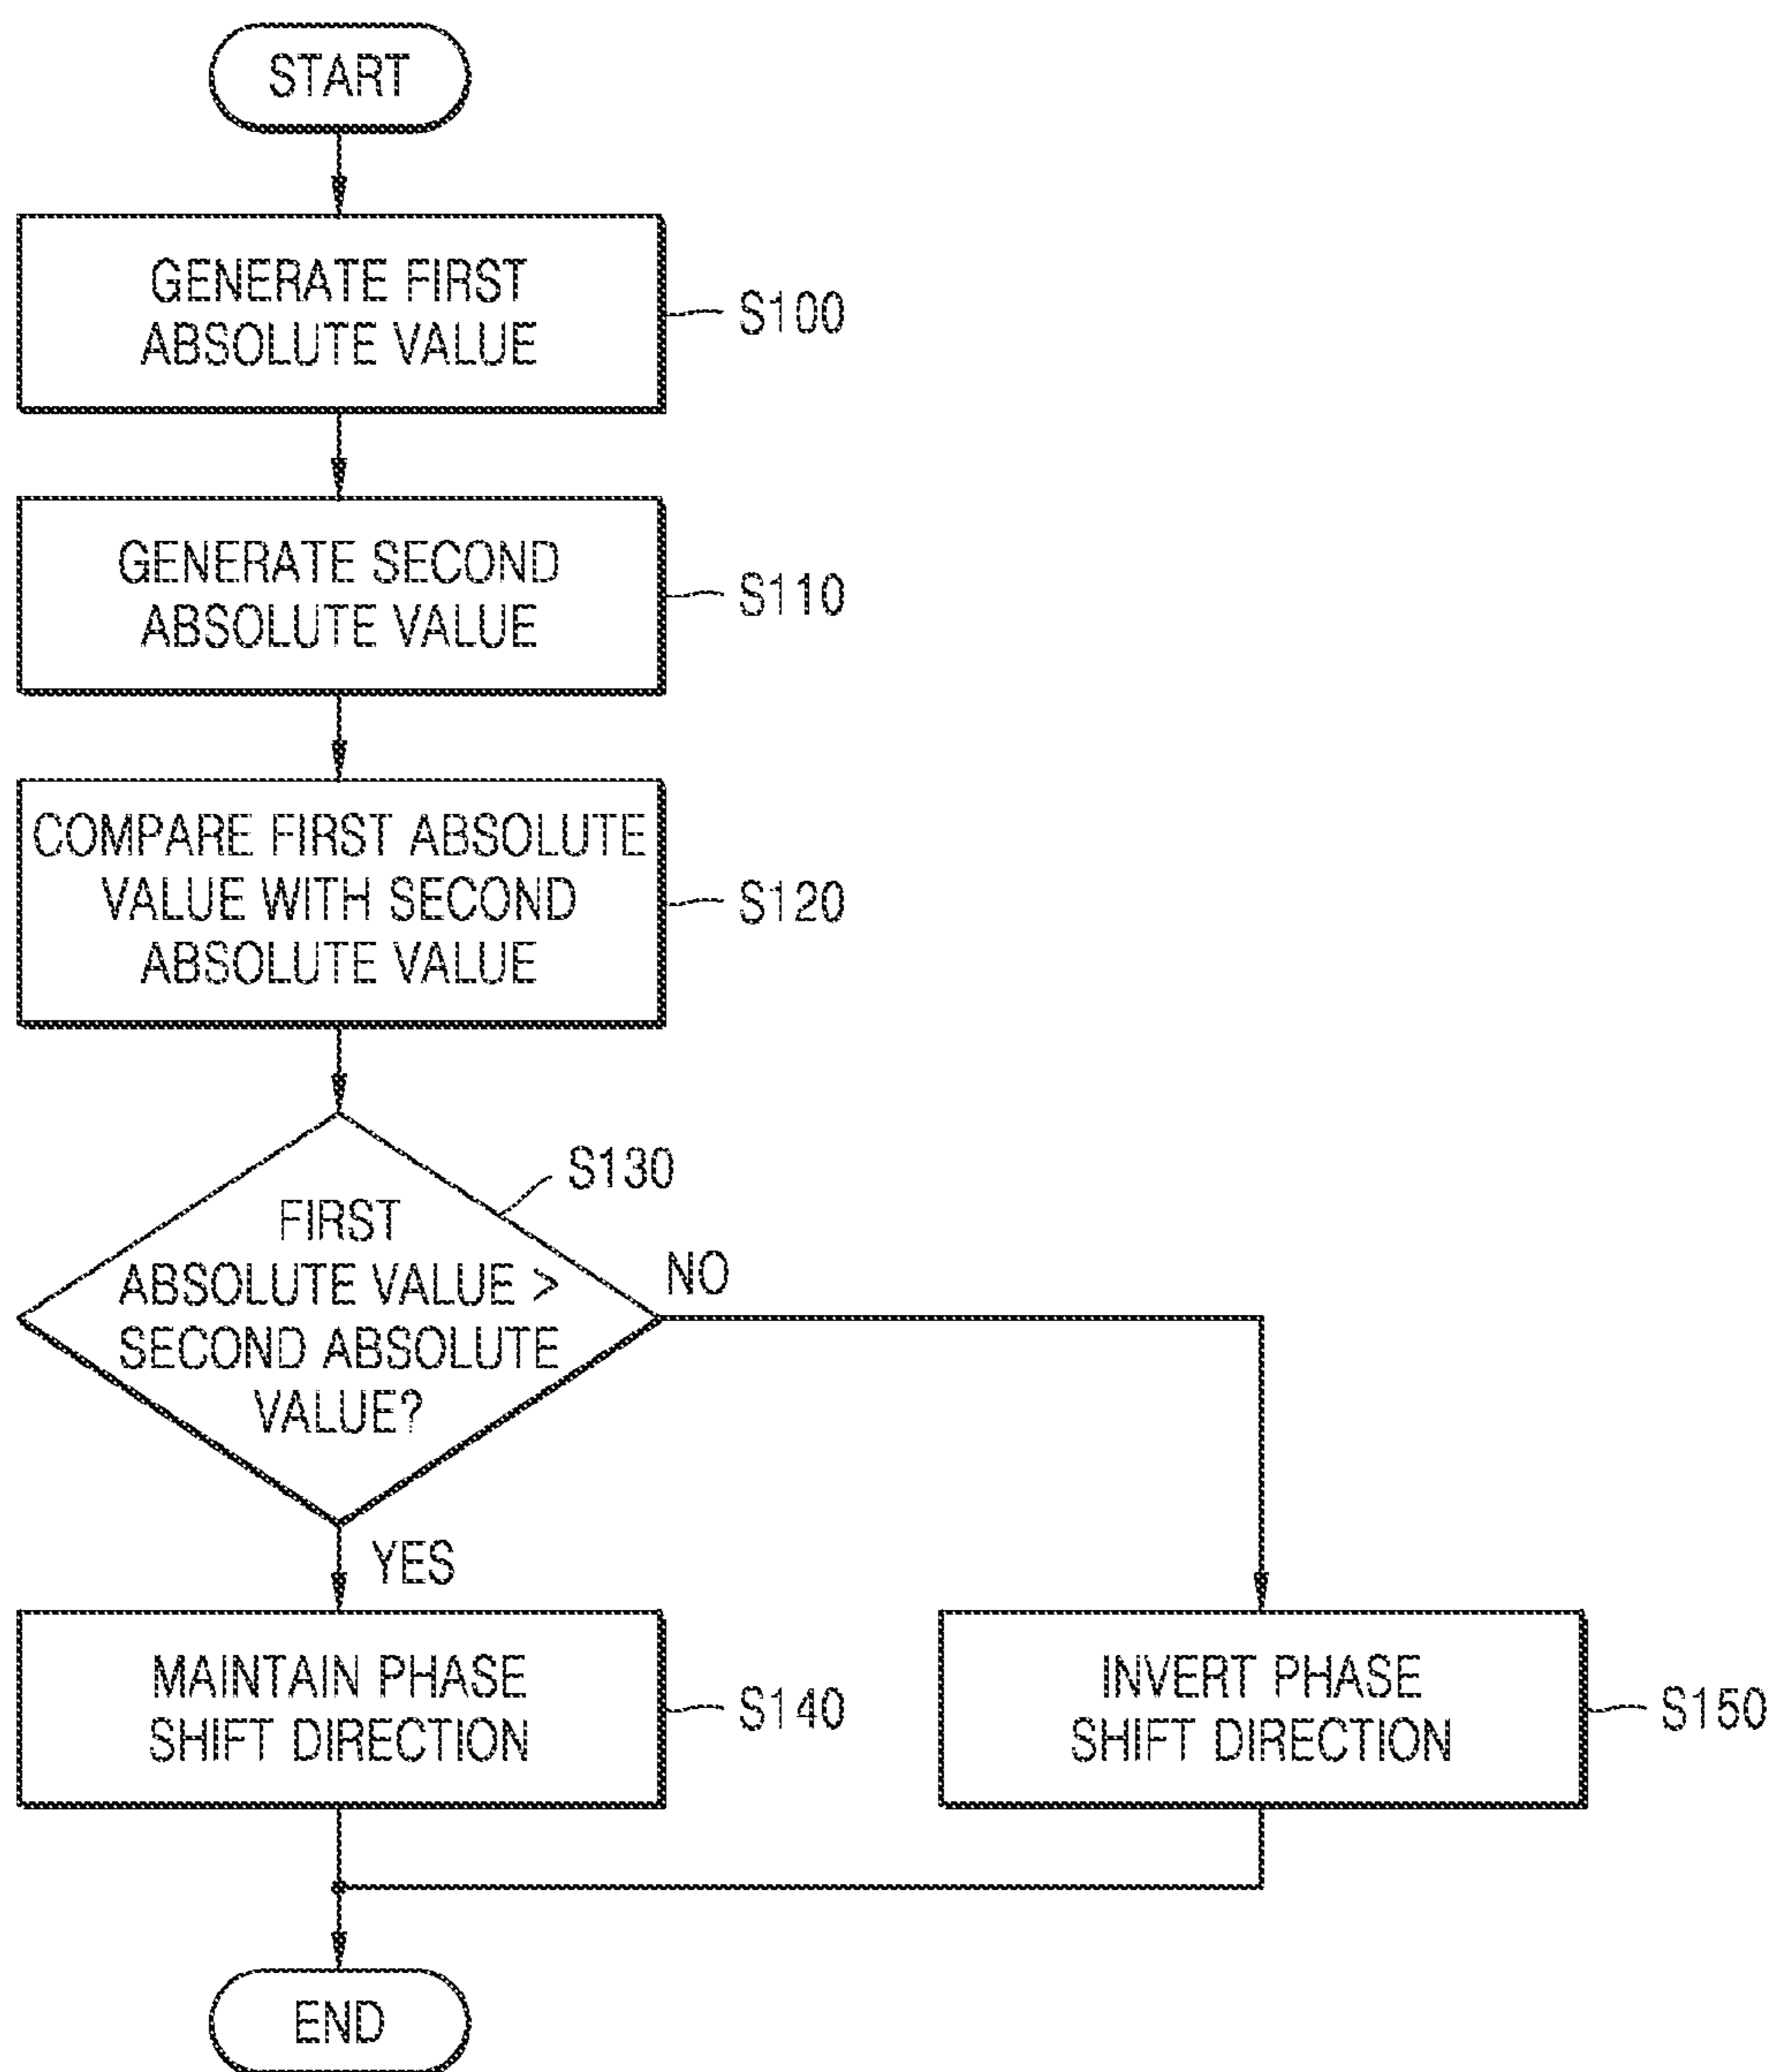 START
GENERATE FIRST
ABSOLUTE VALUE
S100
GENERATE SECOND
ABSOLUTE VALUE
S110
COMPARE FIRST ABSOLUTE
VALUE WITH SECOND
ABSOLUTE VALUE
S120
S130
FIRST
ABSOLUTE VALUE >
SECOND ABSOLUTE
VALUE?
NO
YES
MAINTAIN PHASE
SHIFT DIRECTION
S140
INVERT PHASE
SHIFT DIRECTION
S150
END